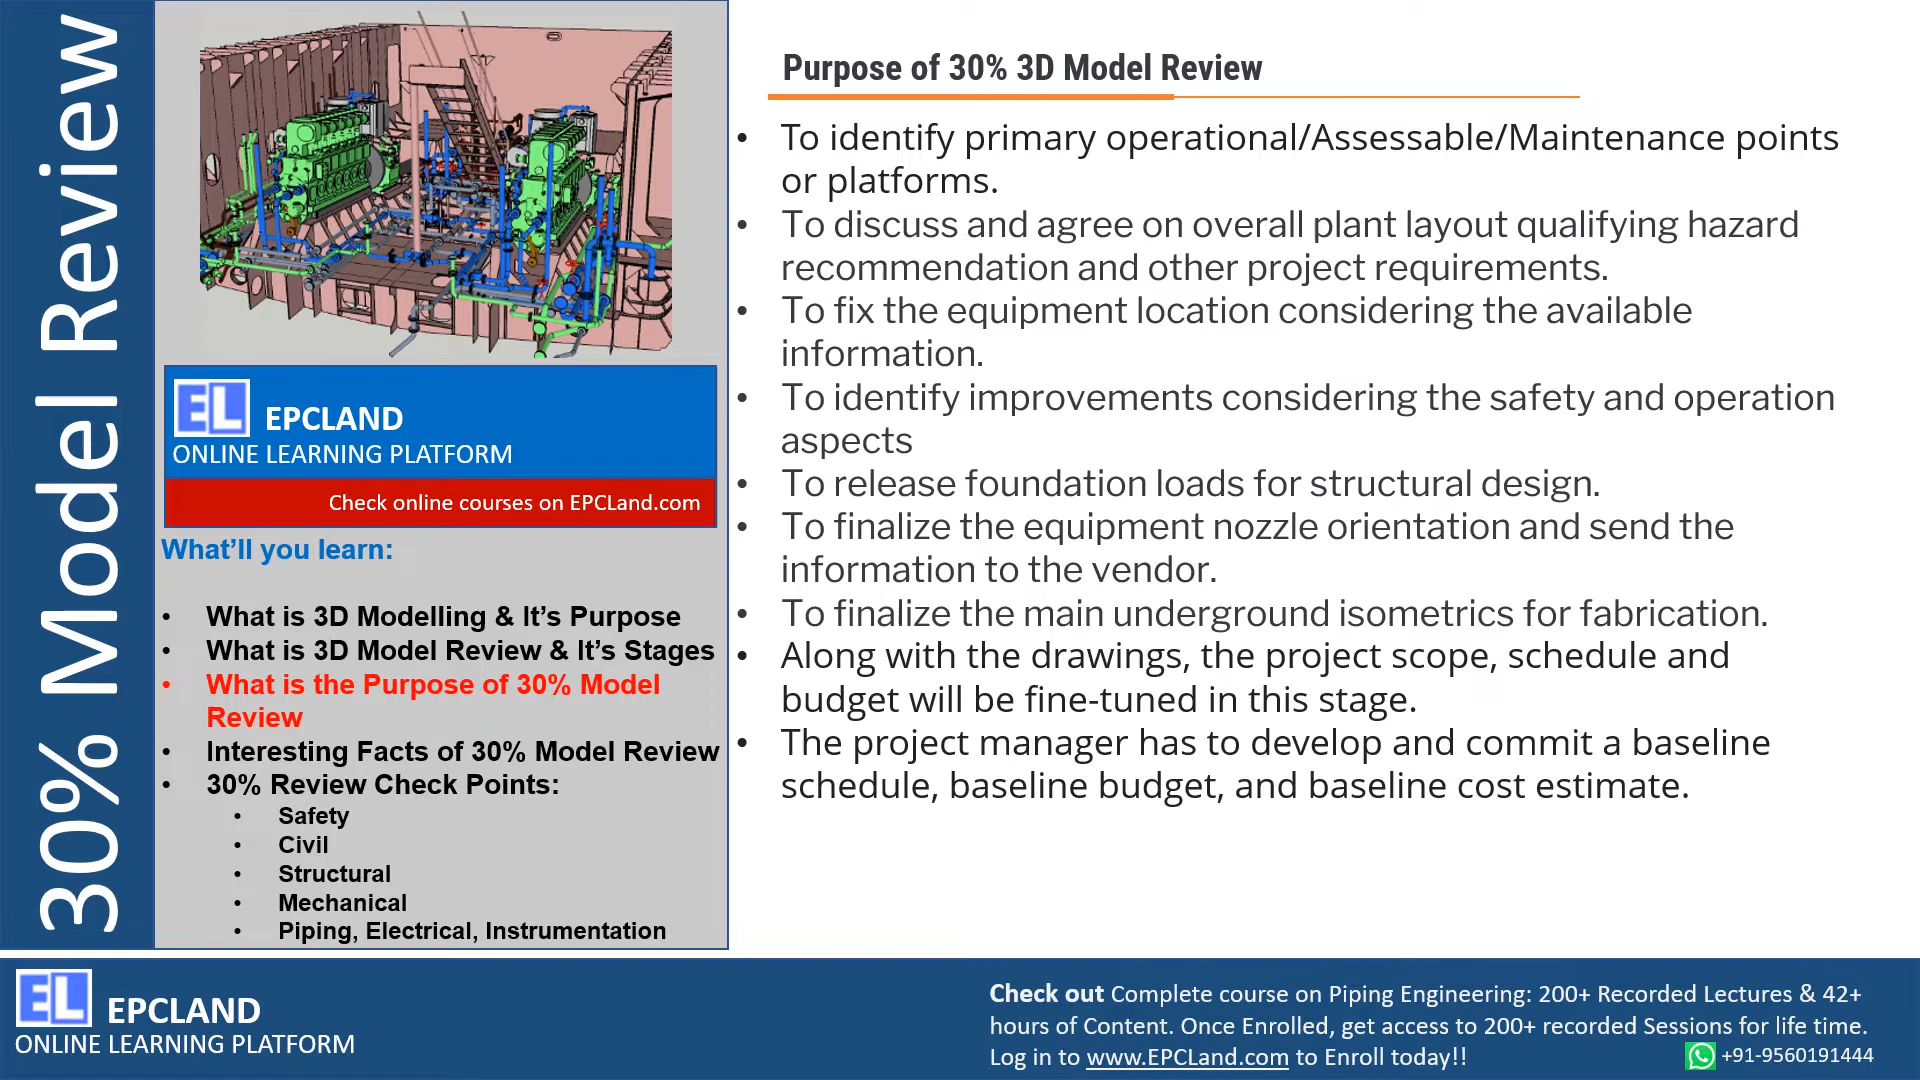 30% Model Review
EL EPCLAND
ONLINE LEARNING PLATFORM
Check online courses on EPCLand.com
What’ll you learn:
• What is 3D Modelling & It’s Purpose
• What is 3D Model Review & It’s Stages
• What is the Purpose of 30% Model
Review
• Interesting Facts of 30% Model Review
• 30% Review Check Points:
• Safety
• Civil
• Structural
• Mechanical
• Piping, Electrical, Instrumentation
Purpose of 30% 3D Model Review
• To identify primary operational/Assessable/Maintenance points
or platforms.
• To discuss and agree on overall plant layout qualifying hazard
recommendation and other project requirements.
• To fix the equipment location considering the available
information.
• To identify improvements considering the safety and operation
aspects
• To release foundation loads for structural design.
• To finalize the equipment nozzle orientation and send the
information to the vendor.
• To finalize the main underground isometrics for fabrication.
• Along with the drawings, the project scope, schedule and
budget will be fine-tuned in this stage.
• The project manager has to develop and commit a baseline
schedule, baseline budget, and baseline cost estimate.
EL EPCLAND
ONLINE LEARNING PLATFORM
Check out Complete course on Piping Engineering: 200+ Recorded Lectures & 42+
hours of Content. Once Enrolled, get access to 200+ recorded Sessions for life time.
Log in to www.EPCLand.com to Enroll today!!
+91-9560191444